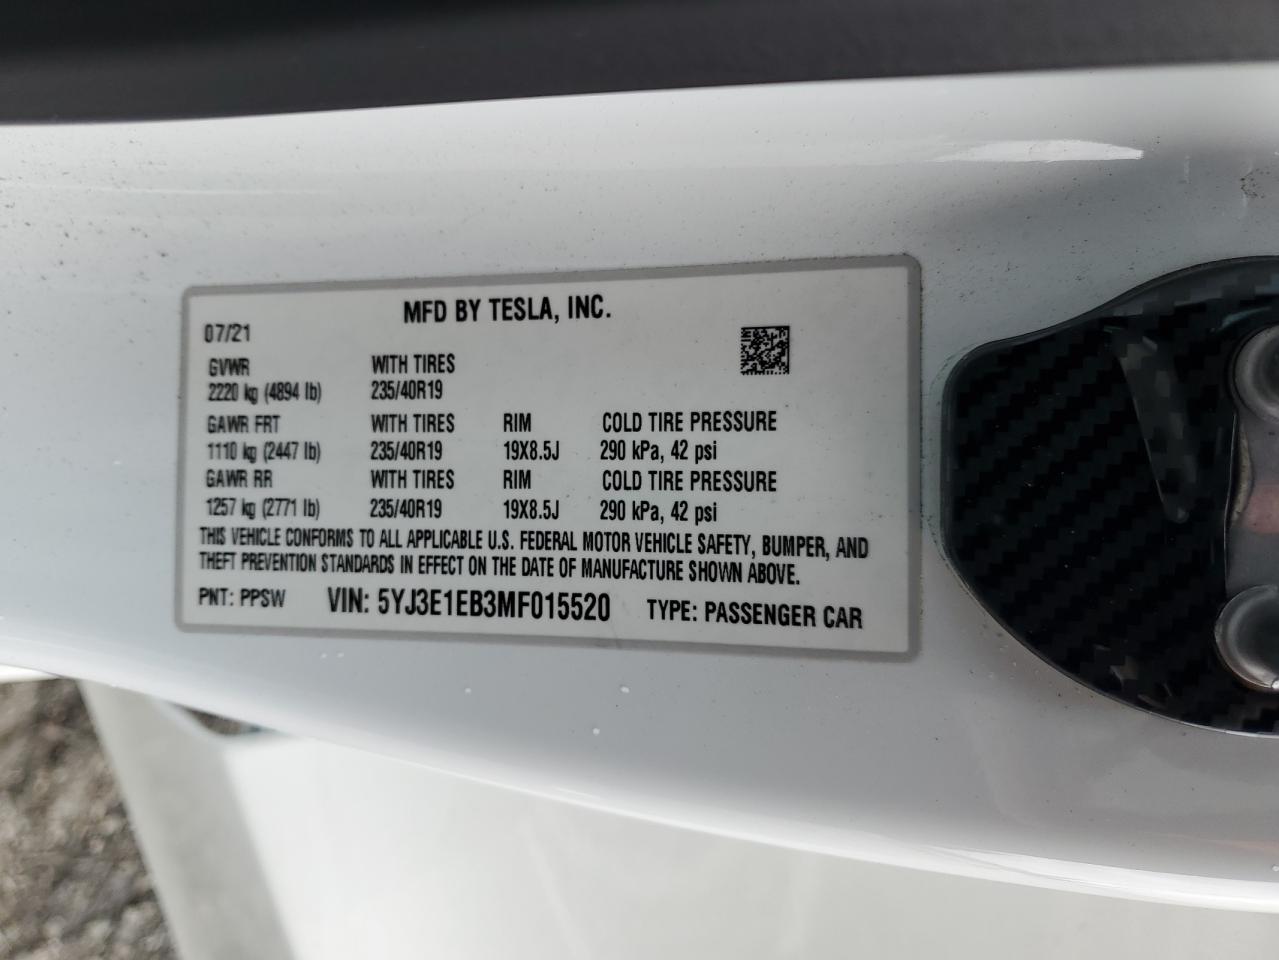 MFD BY TESLA, INC.
07/21
GVWR WITH TIRES
2220 kg (4894 lb) 235/40R19
GAWR FRT WITH TIRES RIM COLD TIRE PRESSURE
1110 kg (2447 lb) 235/40R19 19X8.5J 290 kPa, 42 psi
GAWR RR WITH TIRES RIM COLD TIRE PRESSURE
1257 kg (2771 lb) 235/40R19 19X8.5J 290 kPa, 42 psi
THIS VEHICLE CONFORMS TO ALL APPLICABLE U.S. FEDERAL MOTOR VEHICLE SAFETY, BUMPER, AND
THEFT PREVENTION STANDARDS IN EFFECT ON THE DATE OF MANUFACTURE SHOWN ABOVE.
PNT: PPSW VIN: 5YJ3E1EB3MF015520 TYPE: PASSENGER CAR